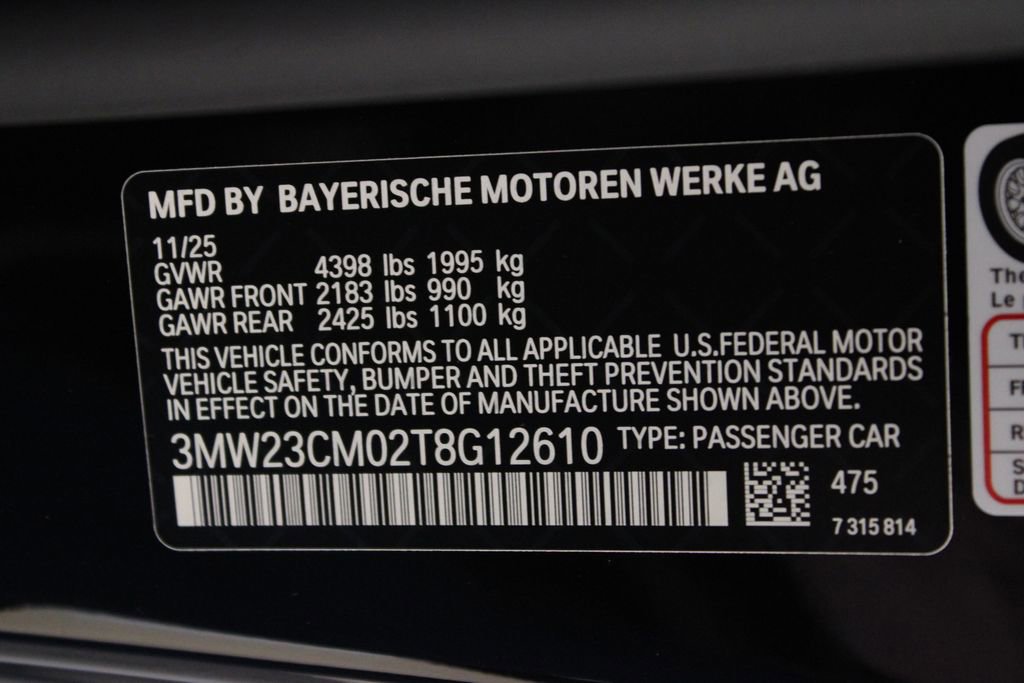 MFD BY BAYERISCHE MOTOREN WERKE AG
11/25
GVWR 4398 lbs 1995 kg
GAWR FRONT 2183 lbs 990 kg
GAWR REAR 2425 lbs 1100 kg
THIS VEHICLE CONFORMS TO ALL APPLICABLE U.S.FEDERAL MOTOR
VEHICLE SAFETY, BUMPER AND THEFT PREVENTION STANDARDS
IN EFFECT ON THE DATE OF MANUFACTURE SHOWN ABOVE.
3MW23CM02T8G12610 TYPE: PASSENGER CAR
475
7 315 814
The
Le